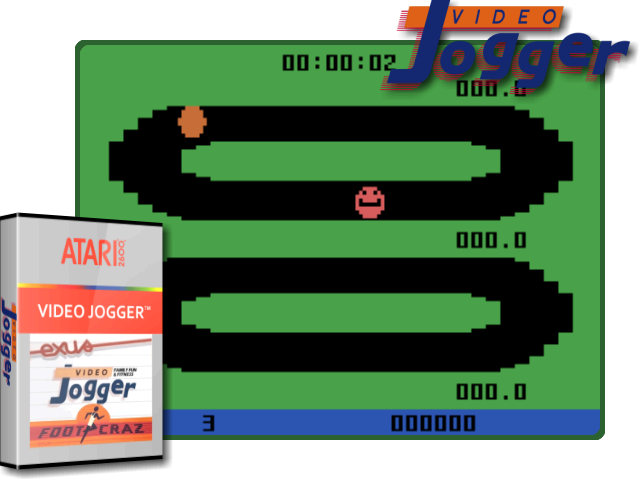 VIDEO
Jogger
00:00:02
000.0
000.0
000.0
3
000000
ATARI
2600
VIDEO JOGGER™
exus
VIDEO
FAMILY FUN
& FITNESS
Jogger
FOOT CRAZ
Jogger